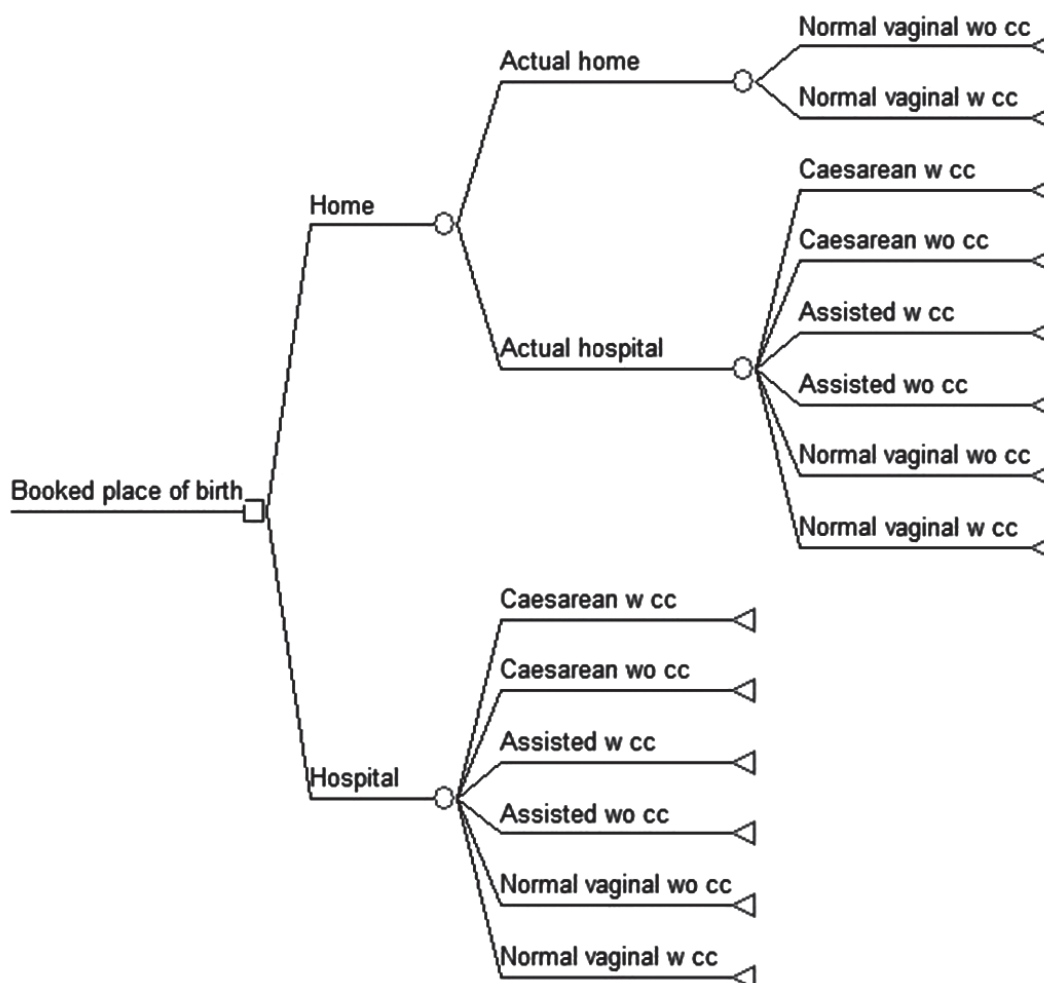 Normal vaginal wo cc
Actual home
Normal vaginal w cc
Caesarean w cc
Home
Caesarean wo cc
Assisted w cc
Actual hospital
Assisted wo cc
Normal vaginal wo cc
Booked place of birth
Normal vaginal w cc
Caesarean w cc
Caesarean wo cc
Assisted w cc
Hospital
Assisted wo cc
Normal vaginal wo cc
Normal vaginal w cc